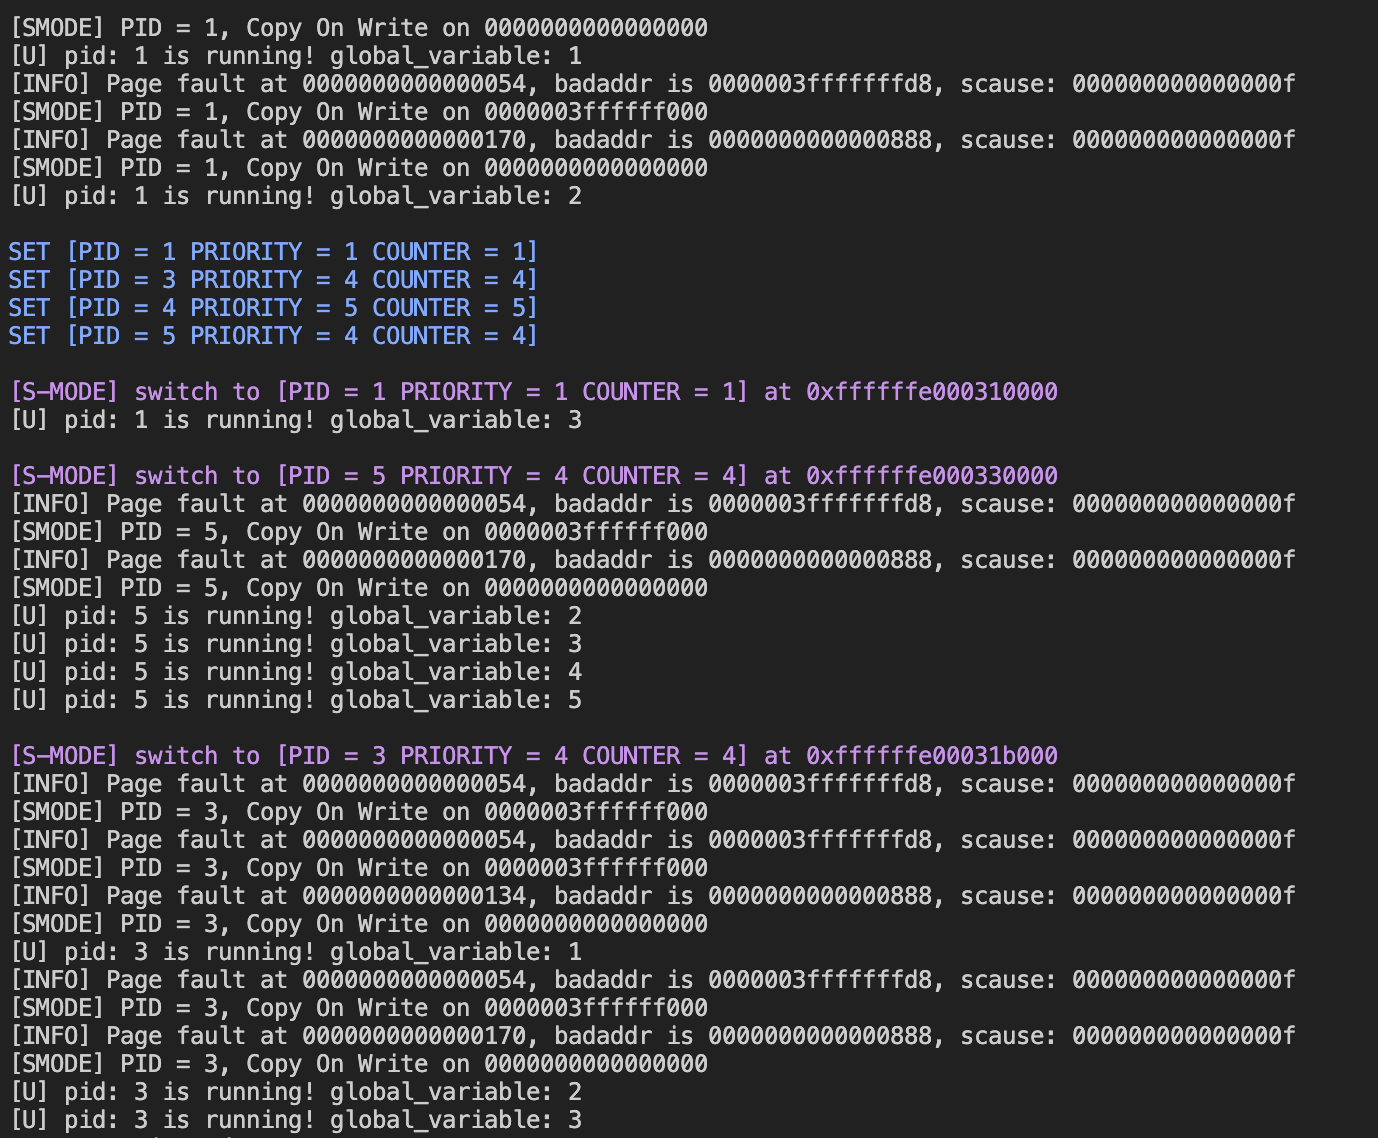 [SMODE] PID = 1, Copy On Write on 0000000000000000
[U] pid: 1 is running! global_variable: 1
[INFO] Page fault at 0000000000000054, badaddr is 0000003fffffffd8, scause: 000000000000000f
[SMODE] PID = 1, Copy On Write on 0000003ffffff000
[INFO] Page fault at 0000000000000170, badaddr is 0000000000000888, scause: 000000000000000f
[SMODE] PID = 1, Copy On Write on 0000000000000000
[U] pid: 1 is running! global_variable: 2
SET [PID = 1 PRIORITY = 1 COUNTER = 1]
SET [PID = 3 PRIORITY = 4 COUNTER = 4]
SET [PID = 4 PRIORITY = 5 COUNTER = 5]
SET [PID = 5 PRIORITY = 4 COUNTER = 4]
[S-MODE] switch to [PID = 1 PRIORITY = 1 COUNTER = 1] at 0xffffffe000310000
[U] pid: 1 is running! global_variable: 3
[S-MODE] switch to [PID = 5 PRIORITY = 4 COUNTER = 4] at 0xffffffe000330000
[INFO] Page fault at 0000000000000054, badaddr is 0000003fffffffd8, scause: 000000000000000f
[SMODE] PID = 5, Copy On Write on 0000003ffffff000
[INFO] Page fault at 0000000000000170, badaddr is 0000000000000888, scause: 000000000000000f
[SMODE] PID = 5, Copy On Write on 0000000000000000
[U] pid: 5 is running! global_variable: 2
[U] pid: 5 is running! global_variable: 3
[U] pid: 5 is running! global_variable: 4
[U] pid: 5 is running! global_variable: 5
[S-MODE] switch to [PID = 3 PRIORITY = 4 COUNTER = 4] at 0xffffffe00031b000
[INFO] Page fault at 0000000000000054, badaddr is 0000003fffffffd8, scause: 000000000000000f
[SMODE] PID = 3, Copy On Write on 0000003ffffff000
[INFO] Page fault at 0000000000000054, badaddr is 0000003fffffffd8, scause: 000000000000000f
[SMODE] PID = 3, Copy On Write on 0000003ffffff000
[INFO] Page fault at 0000000000000134, badaddr is 0000000000000888, scause: 000000000000000f
[SMODE] PID = 3, Copy On Write on 0000000000000000
[U] pid: 3 is running! global_variable: 1
[INFO] Page fault at 0000000000000054, badaddr is 0000003fffffffd8, scause: 000000000000000f
[SMODE] PID = 3, Copy On Write on 0000003ffffff000
[INFO] Page fault at 0000000000000170, badaddr is 0000000000000888, scause: 000000000000000f
[SMODE] PID = 3, Copy On Write on 0000000000000000
[U] pid: 3 is running! global_variable: 2
[U] pid: 3 is running! global_variable: 3